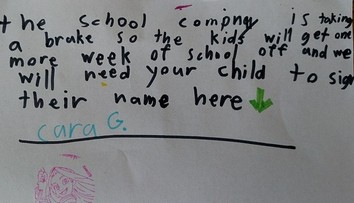 the school compngy is taking
a brake so the kids will get one
more week of school off and we
will need your child to sign
their name here
cara G.